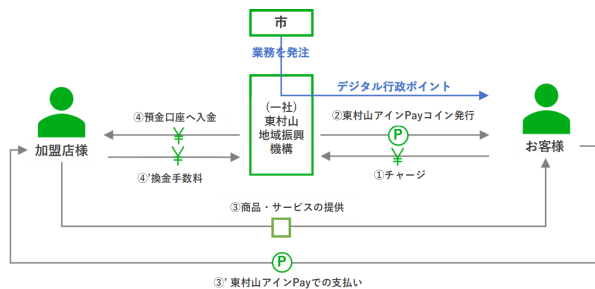 市
業務を発注
デジタル行政ポイント
（一社）
東村山
地域振興
機構
④預金口座へ入金
¥
②東村山アインPayコイン発行
P
加盟店様
お客様
¥
④'換金手数料
¥
①チャージ
③商品・サービスの提供
P
③' 東村山アインPayでの支払い